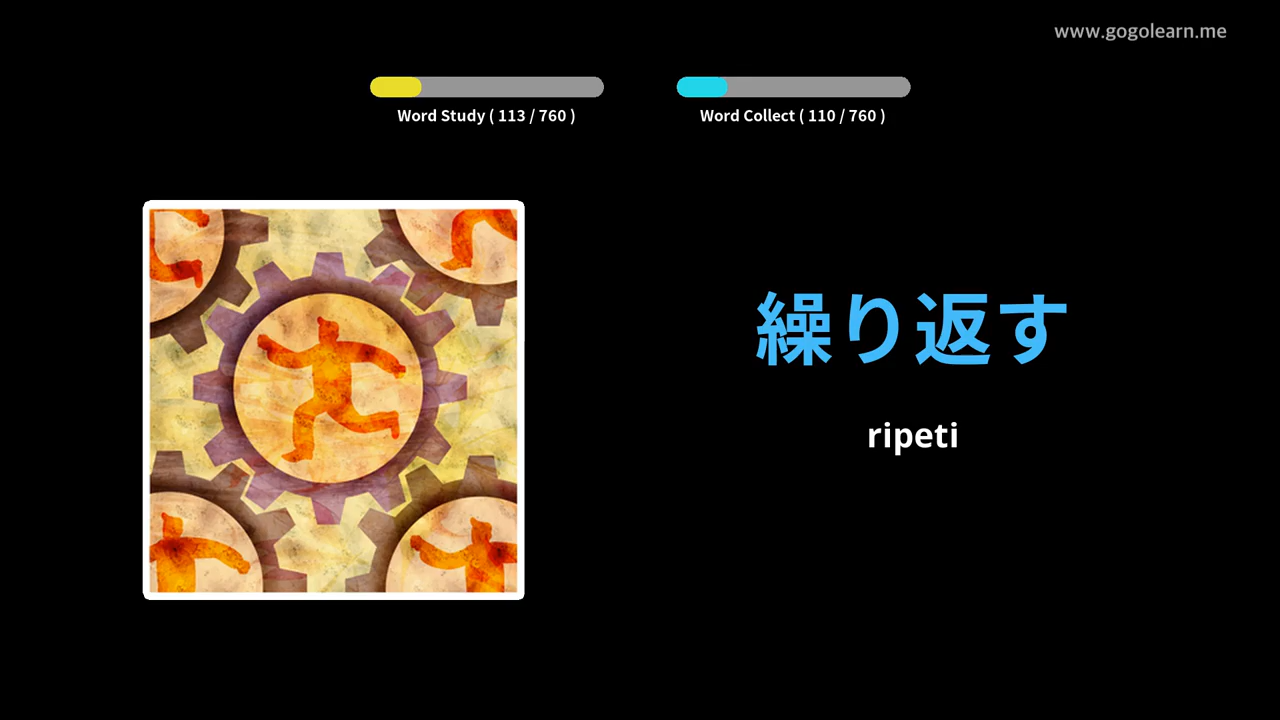 www.gogolearn.me
Word Study ( 113 / 760 )
Word Collect ( 110 / 760 )
繰り返す
ripeti